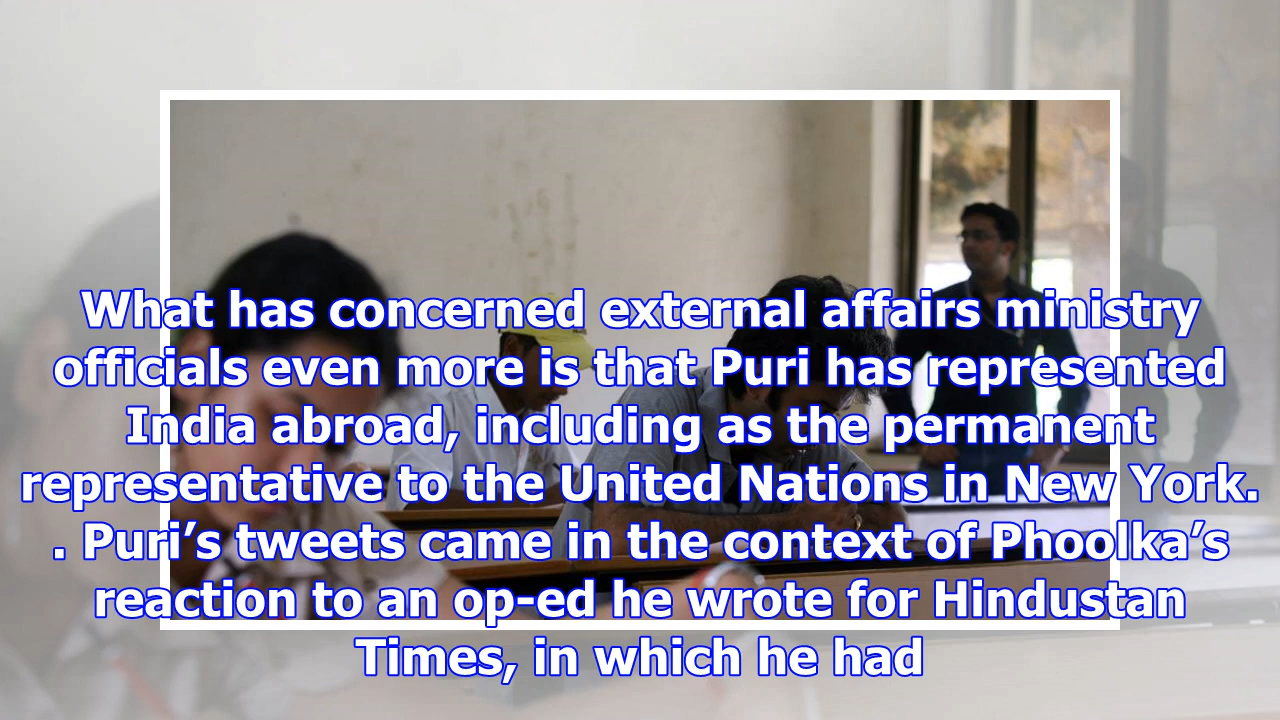 What has concerned external affairs ministry
officials even more is that Puri has represented
India abroad, including as the permanent
representative to the United Nations in New York.
. Puri’s tweets came in the context of Phoolka’s
reaction to an op-ed he wrote for Hindustan
Times, in which he had